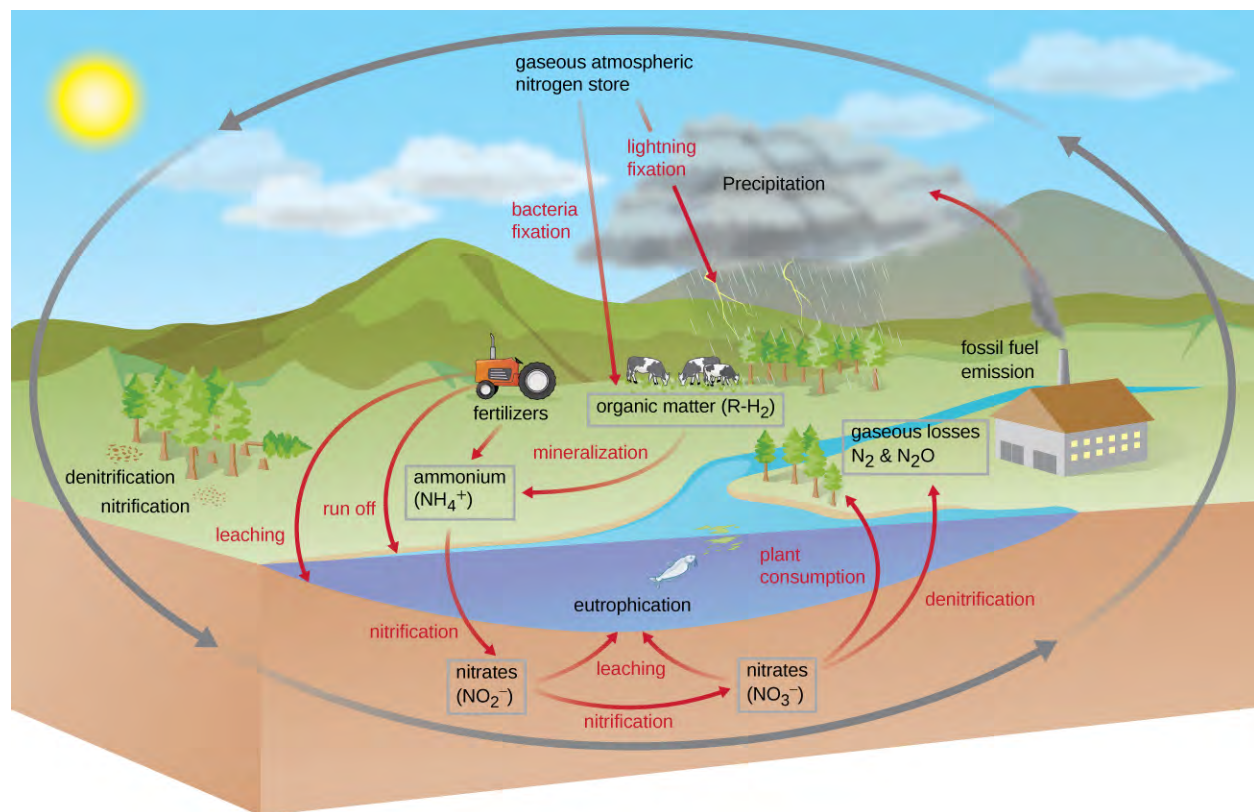 gaseous atmospheric
nitrogen store
lightning
fixation
Precipitation
bacteria
fixation
fossil fuel
emission
fertilizers
organic matter (R-H₂)
gaseous losses
N₂ & N₂O
mineralization
denitrification
nitrification
ammonium
(NH₄⁺)
leaching
run off
plant
consumption
eutrophication
denitrification
nitrification
leaching
nitrates
(NO₂⁻)
nitrates
(NO₃⁻)
nitrification